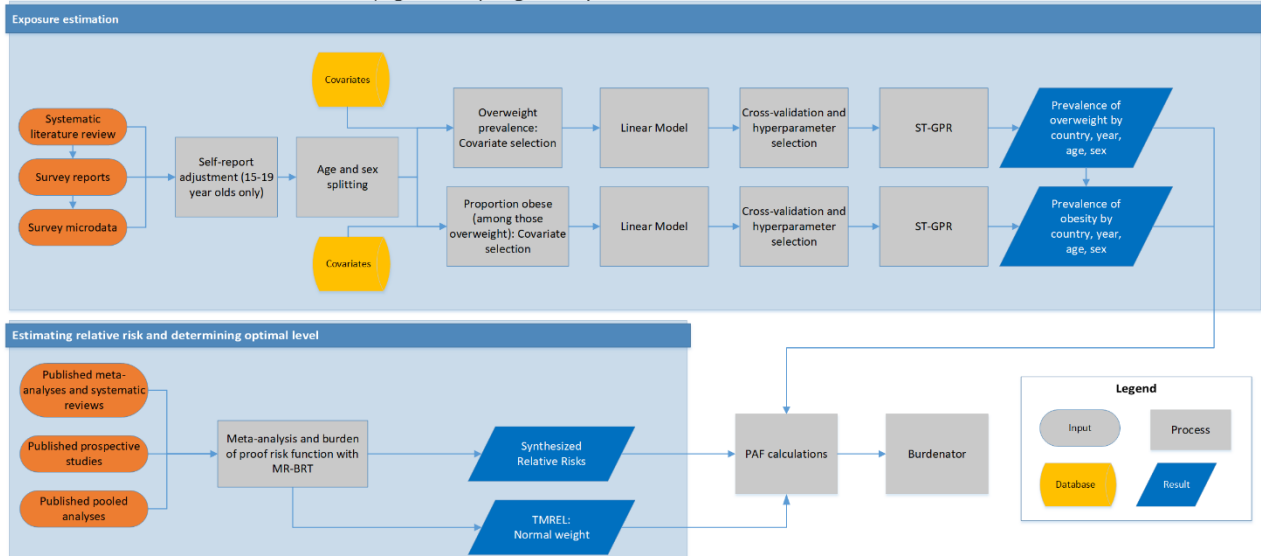 Exposure estimation
Covariates
Systematic
literature review
Survey reports
Survey microdata
Self-report
adjustment (15-19
year olds only)
Age and sex
splitting
Overweight
prevalence:
Covariate selection
Linear Model
Cross-validation and
hyperparameter
selection
ST-GPR
Prevalence of
overweight by
country, year,
age, sex
Proportion obese
(among those
overweight): Covariate
selection
Linear Model
Cross-validation and
hyperparameter
selection
ST-GPR
Prevalence of
obesity by
country, year,
age, sex
Covariates
Estimating relative risk and determining optimal level
Published meta-
analyses and systematic
reviews
Published prospective
studies
Published pooled
analyses
Meta-analysis and burden
of proof risk function with
MR-BRT
Synthesized
Relative Risks
TMREL:
Normal weight
PAF calculations
Burdenator
Legend
Input
Process
Database
Result